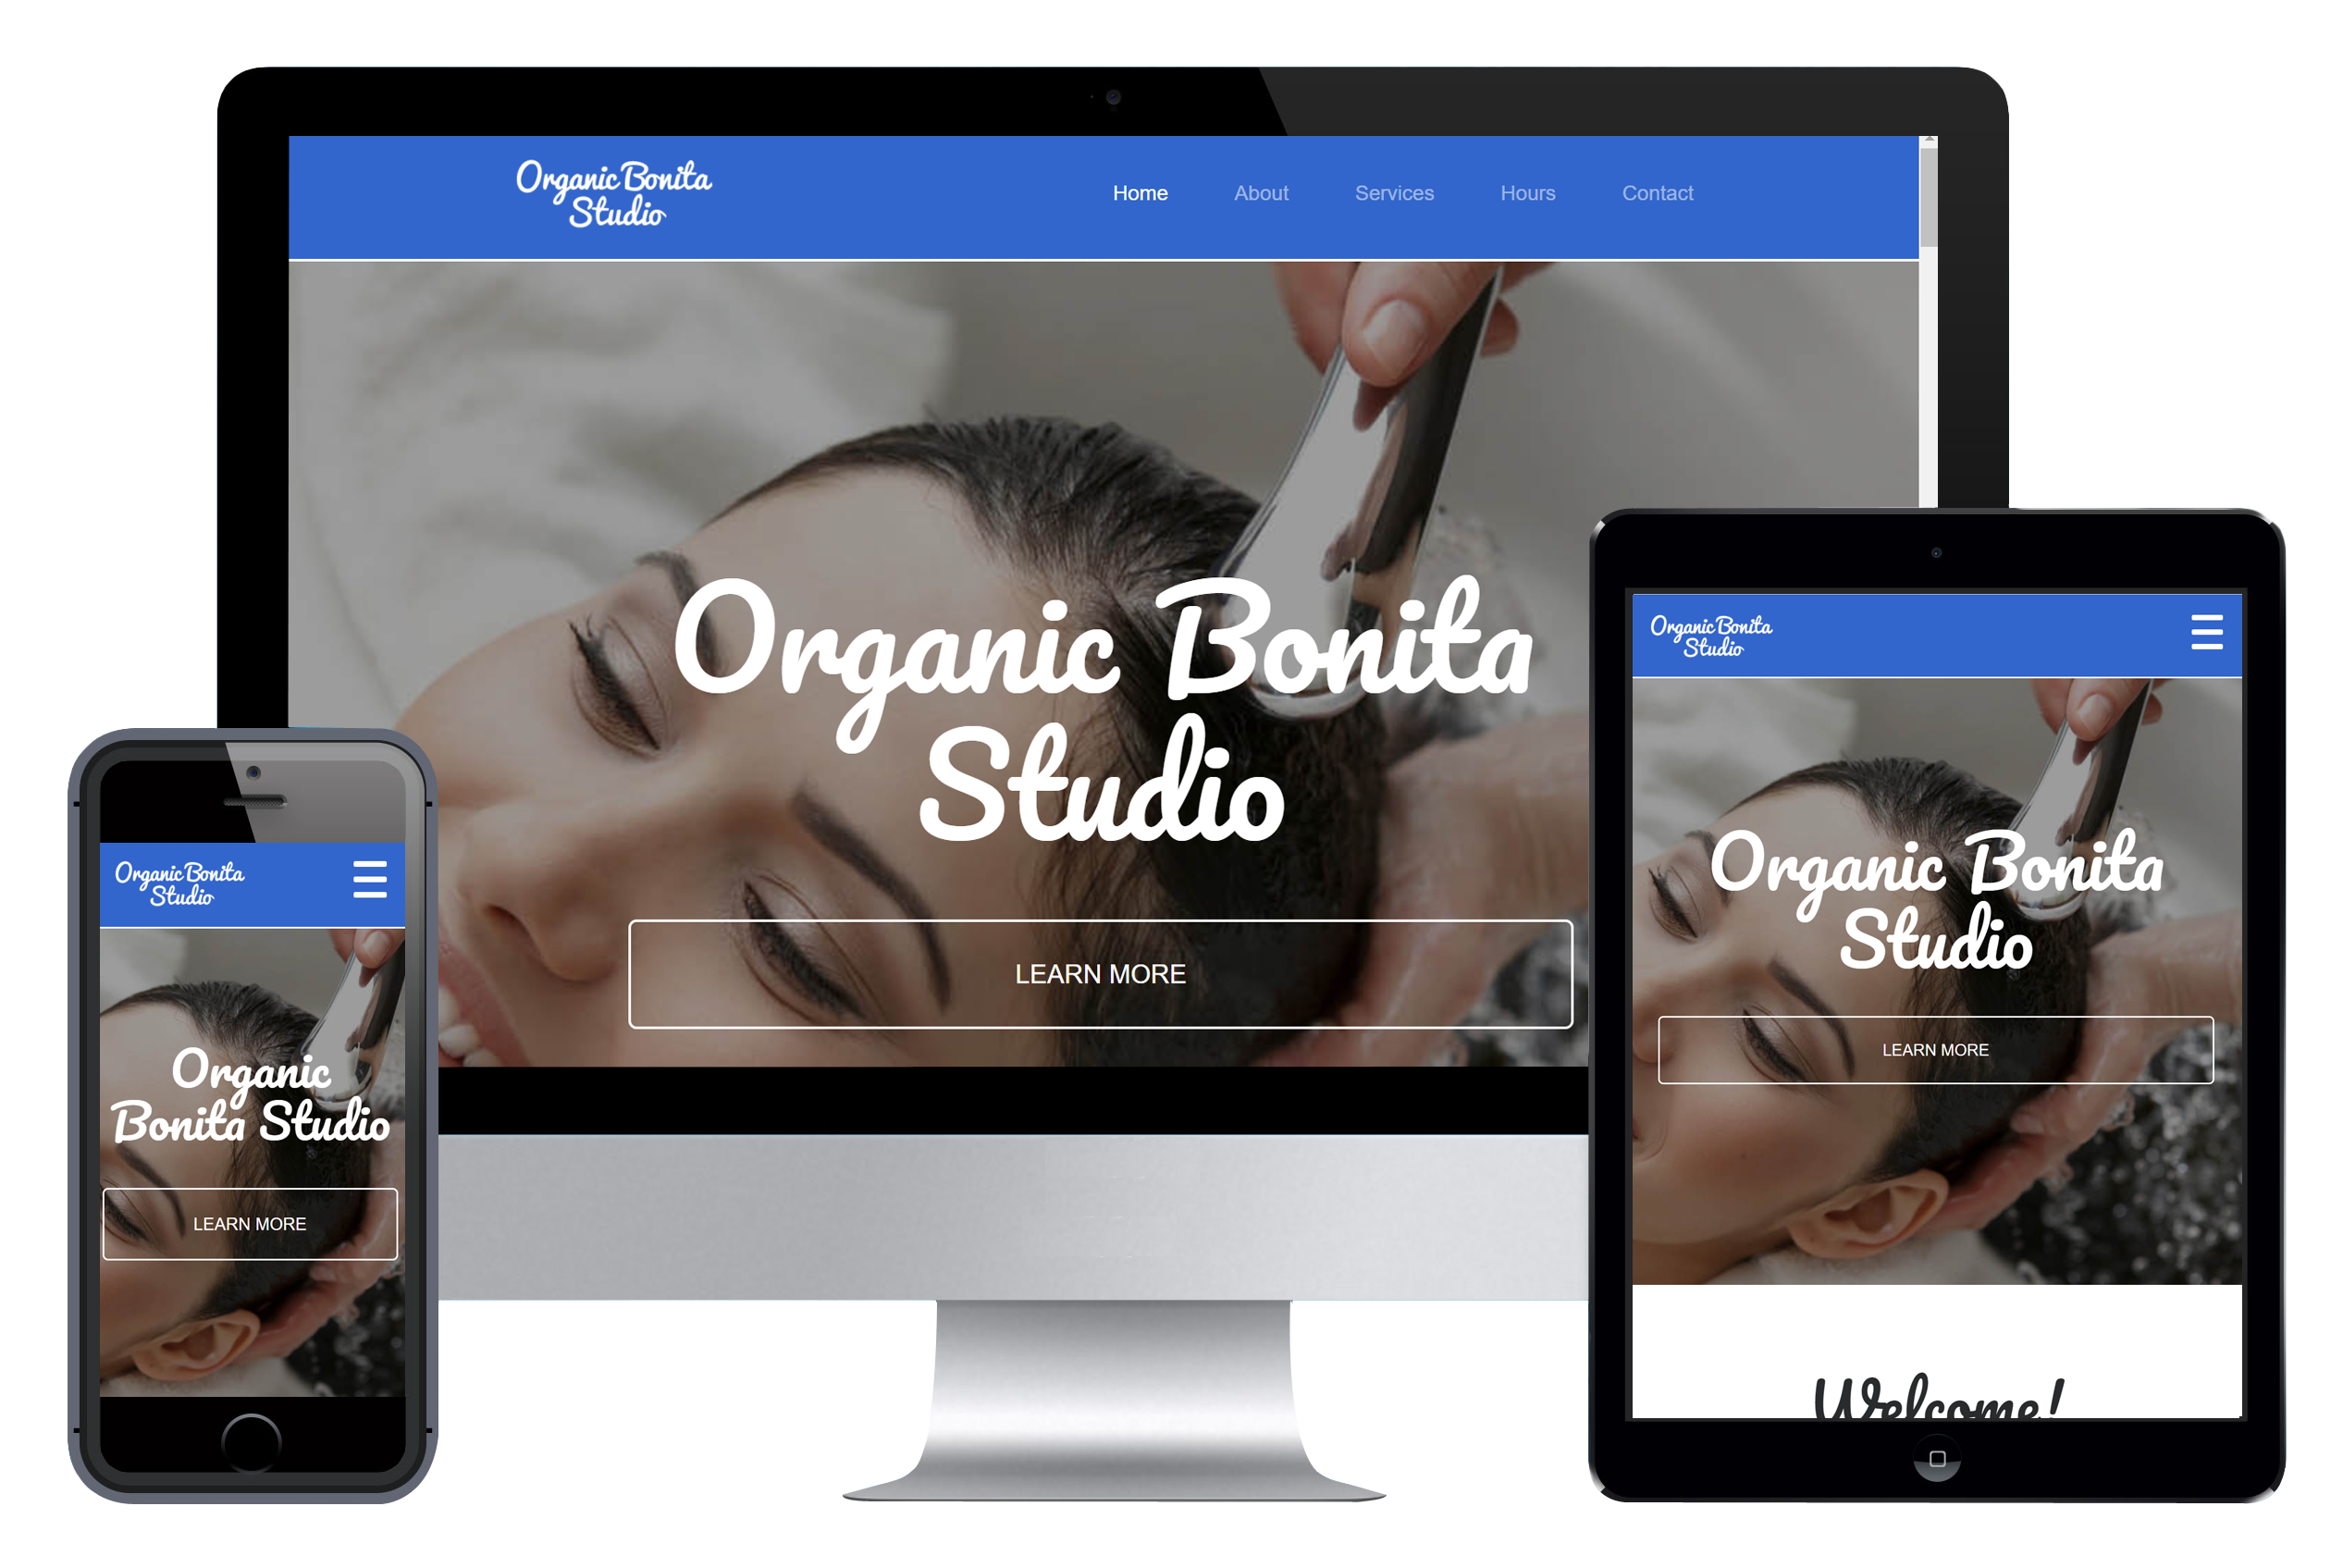 Organic Bonita
Studio
Home About Services Hours Contact
Organic Bonita
Studio
LEARN MORE
Organic Bonita
Studio
Organic
Bonita Studio
LEARN MORE
Organic Bonita
Studio
Organic Bonita
Studio
LEARN MORE
Welcome!